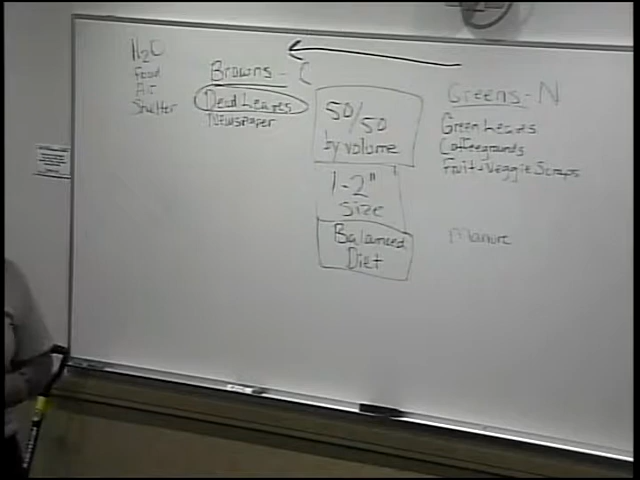 H2O
Food
Air
Shelter
Browns - C
Dead Leaves
Newspaper
50/50
by volume
1-2"
size
Balanced
Diet
Greens - N
Green Leaves
Coffeegrounds
Fruit + Veggie Scraps
Manure